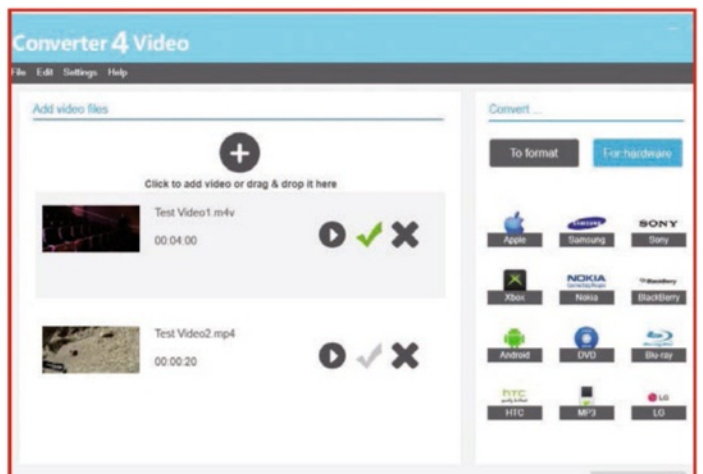 Converter 4 Video
File Edit Settings Help
Add video files
Click to add video or drag & drop it here
Test Video1.m4v
00:04:00
Test Video2.mp4
00:00:20
Convert ...
To format For hardware
SAMSUNG SONY
Apple Samsung Sony
NOKIA BlackBerry
Xbox Nokia BlackBerry
Android DVD Blu-ray
hTC LG
HTC MP3 LG